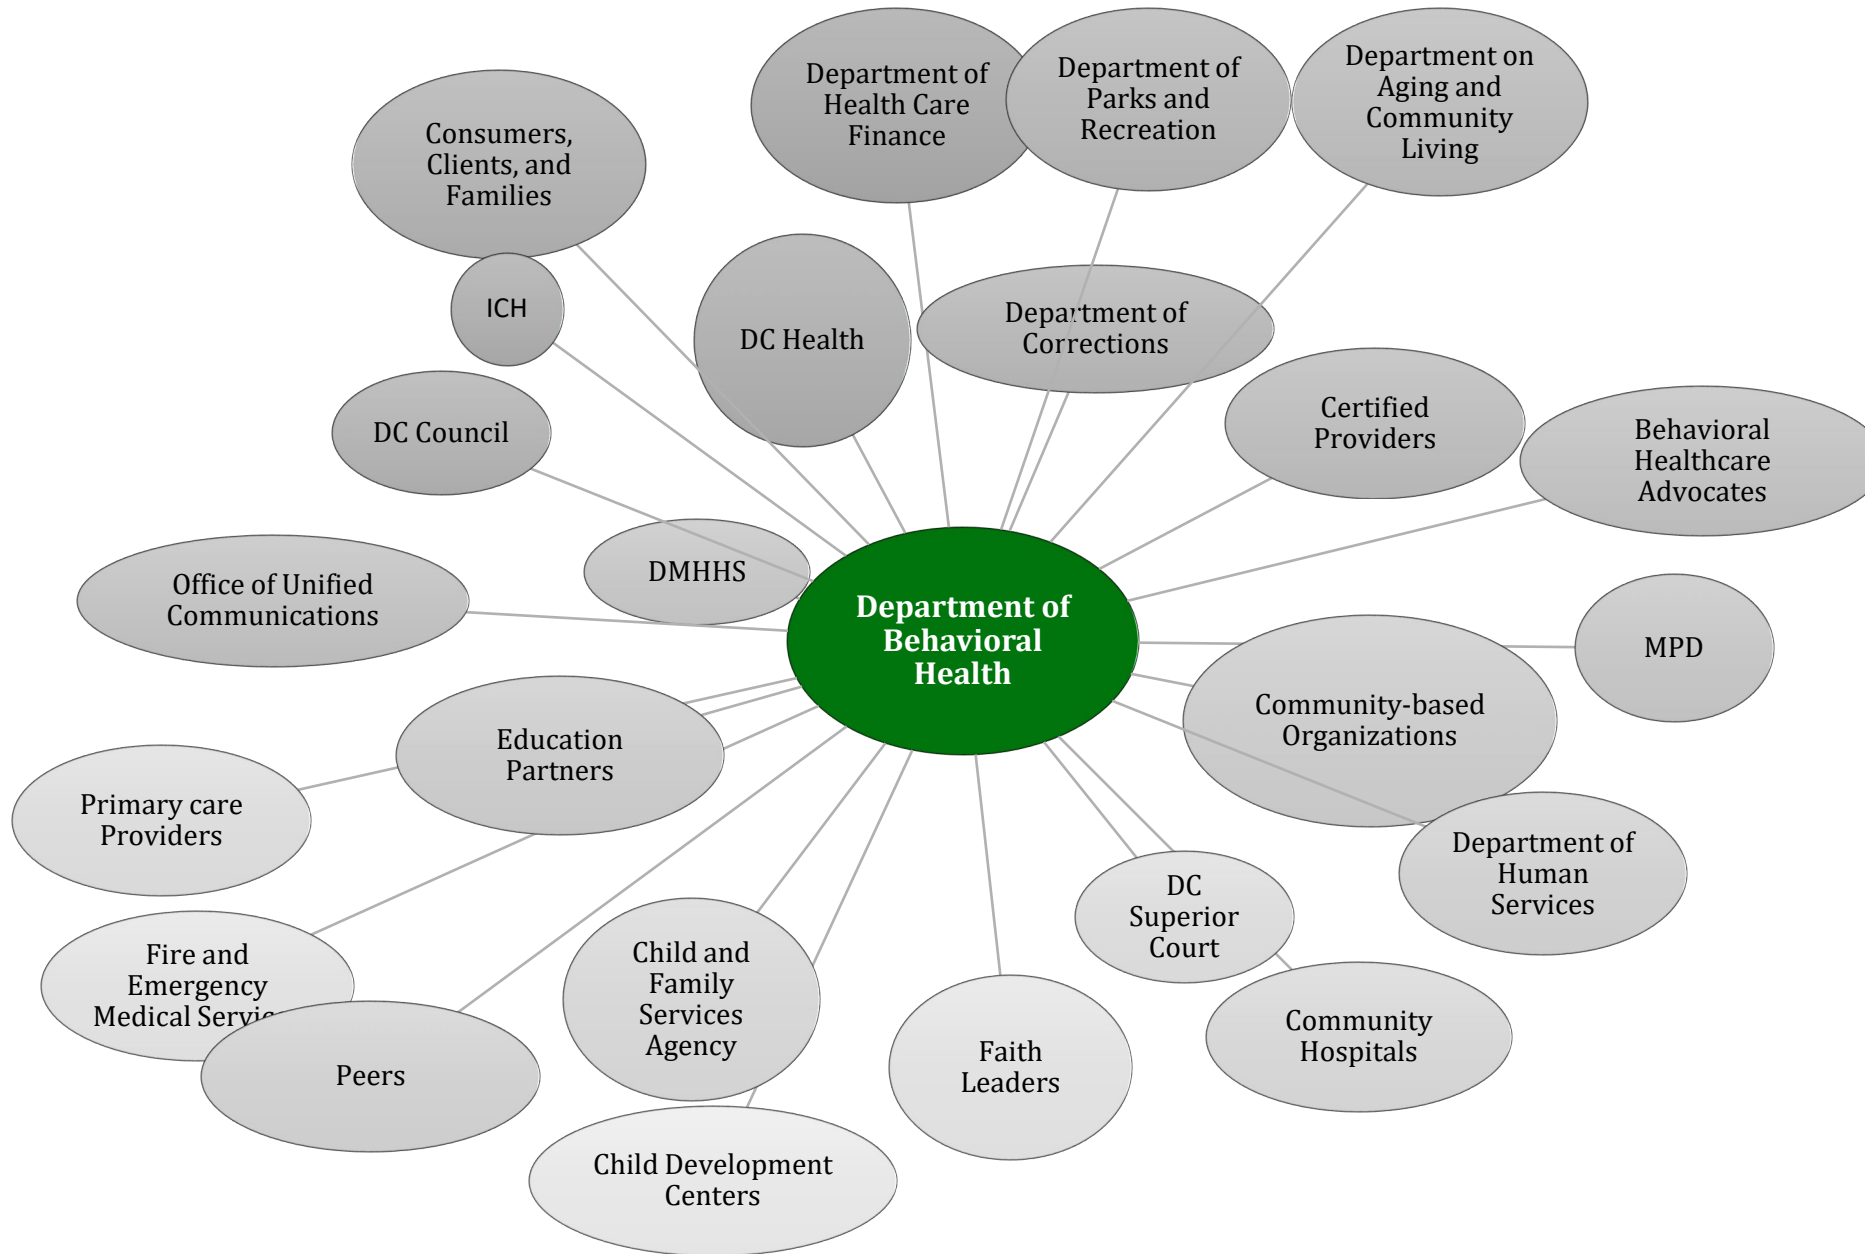 Department of
Health Care
Finance
Department of
Parks and
Recreation
Department on
Aging and
Community
Living
Consumers,
Clients, and
Families
ICH
DC Health
Department of
Corrections
DC Council
Certified
Providers
Behavioral
Healthcare
Advocates
Office of Unified
Communications
DMHHS
Department of
Behavioral
Health
MPD
Community-based
Organizations
Education
Partners
Primary care
Providers
Department of
Human
Services
DC
Superior
Court
Fire and
Emergency
Medical
Child and
Family
Services
Agency
Faith
Leaders
Community
Hospitals
Peers
Child Development
Centers